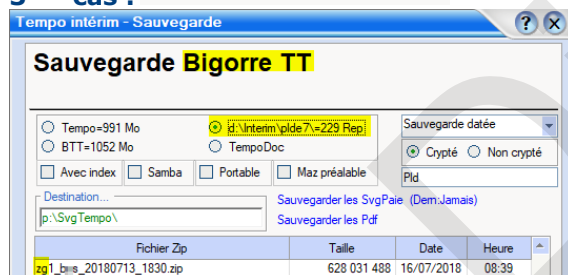 cas :
Tempo intérim - Sauvegarde
Sauvegarde Bigorre TT
Tempo=991 Mo
d:\Interim\plde7\=229 Rep
Sauvegarde datée
BTT=1052 Mo
TempoDoc
Crypté
Non crypté
Avec index
Samba
Portable
Maz préalable
Pld
Destination...
Sauvegarder les SvgPaie (Dern:Jamais)
p:\SvgTempo\
Sauvegarder les Pdf
Fichier Zip Taille Date Heure
628 031 488 16/07/2018 08:39